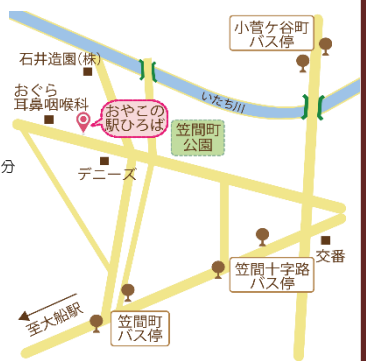 小菅ケ谷町
バス停
石井造園(株)
いたち川
おぐら
耳鼻咽喉科
おやこの
駅ひろば
笠間町
公園
分
デニーズ
交番
笠間十字路
バス停
至大船駅
笠間町
バス停